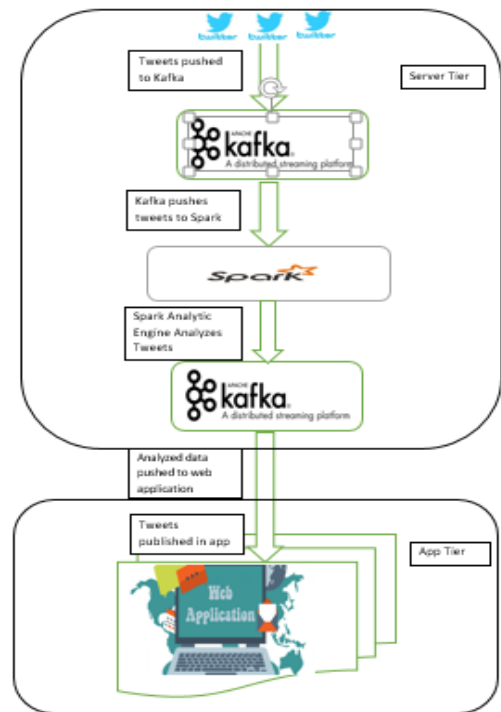 twitter twitter twitter
Tweets pushed
to Kafka
Server Tier
APACHE
kafka®
A distributed streaming platform
Kafka pushes
tweets to Spark
Spark
Spark Analytic
Engine Analyzes
Tweets
APACHE
kafka®
A distributed streaming platform
Analyzed data
pushed to web
application
Tweets
published in app
App Tier
Web
Application